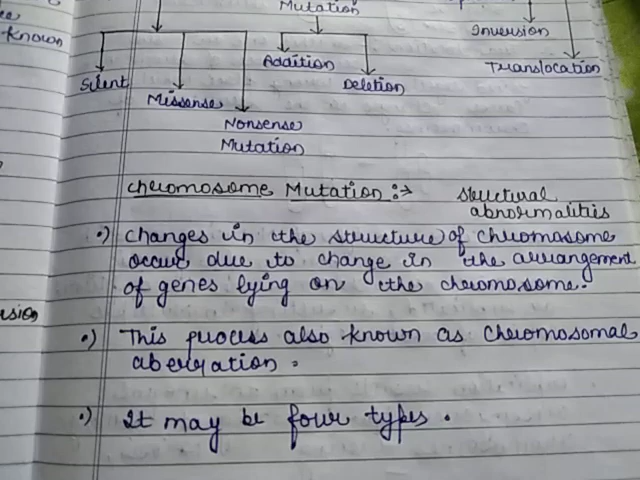 Mutation
known
Inversion
Addition
Translocation
Silent
Deletion
Missense
Nonsense
Mutation
Chromosome Mutation :→ Structural
abnormalities
•) Changes in the structure of chromosome
occur due to change in the arrangement
of genes lying on the chromosome.
•) This process also known as Chromosomal
aberration.
•) It may be four types.